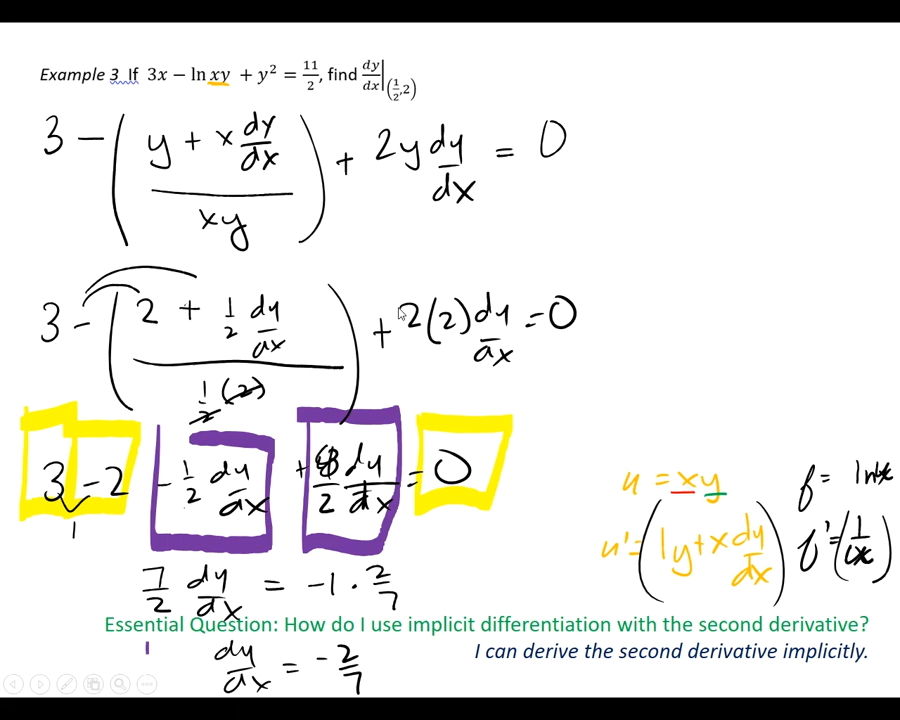 Example 3 If 3x − ln xy + y² = 11/2, find dy/dx|(1/2, 2)
3 − ( (y + x dy/dx) / xy ) + 2y dy/dx = 0
3 − ( (2 + 1/2 dy/dx) / (1/2 (2)) ) + 2(2) dy/dx = 0
3 − 2 − 1/2 dy/dx + 8/2 dy/dx = 0
1
u = xy
f = ln x
u' = ( 1y + x dy/dx )
f' = ( 1/x )
7/2 dy/dx = −1 · 2/7
Essential Question: How do I use implicit differentiation with the second derivative?
dy/dx = −2/7
I can derive the second derivative implicitly.